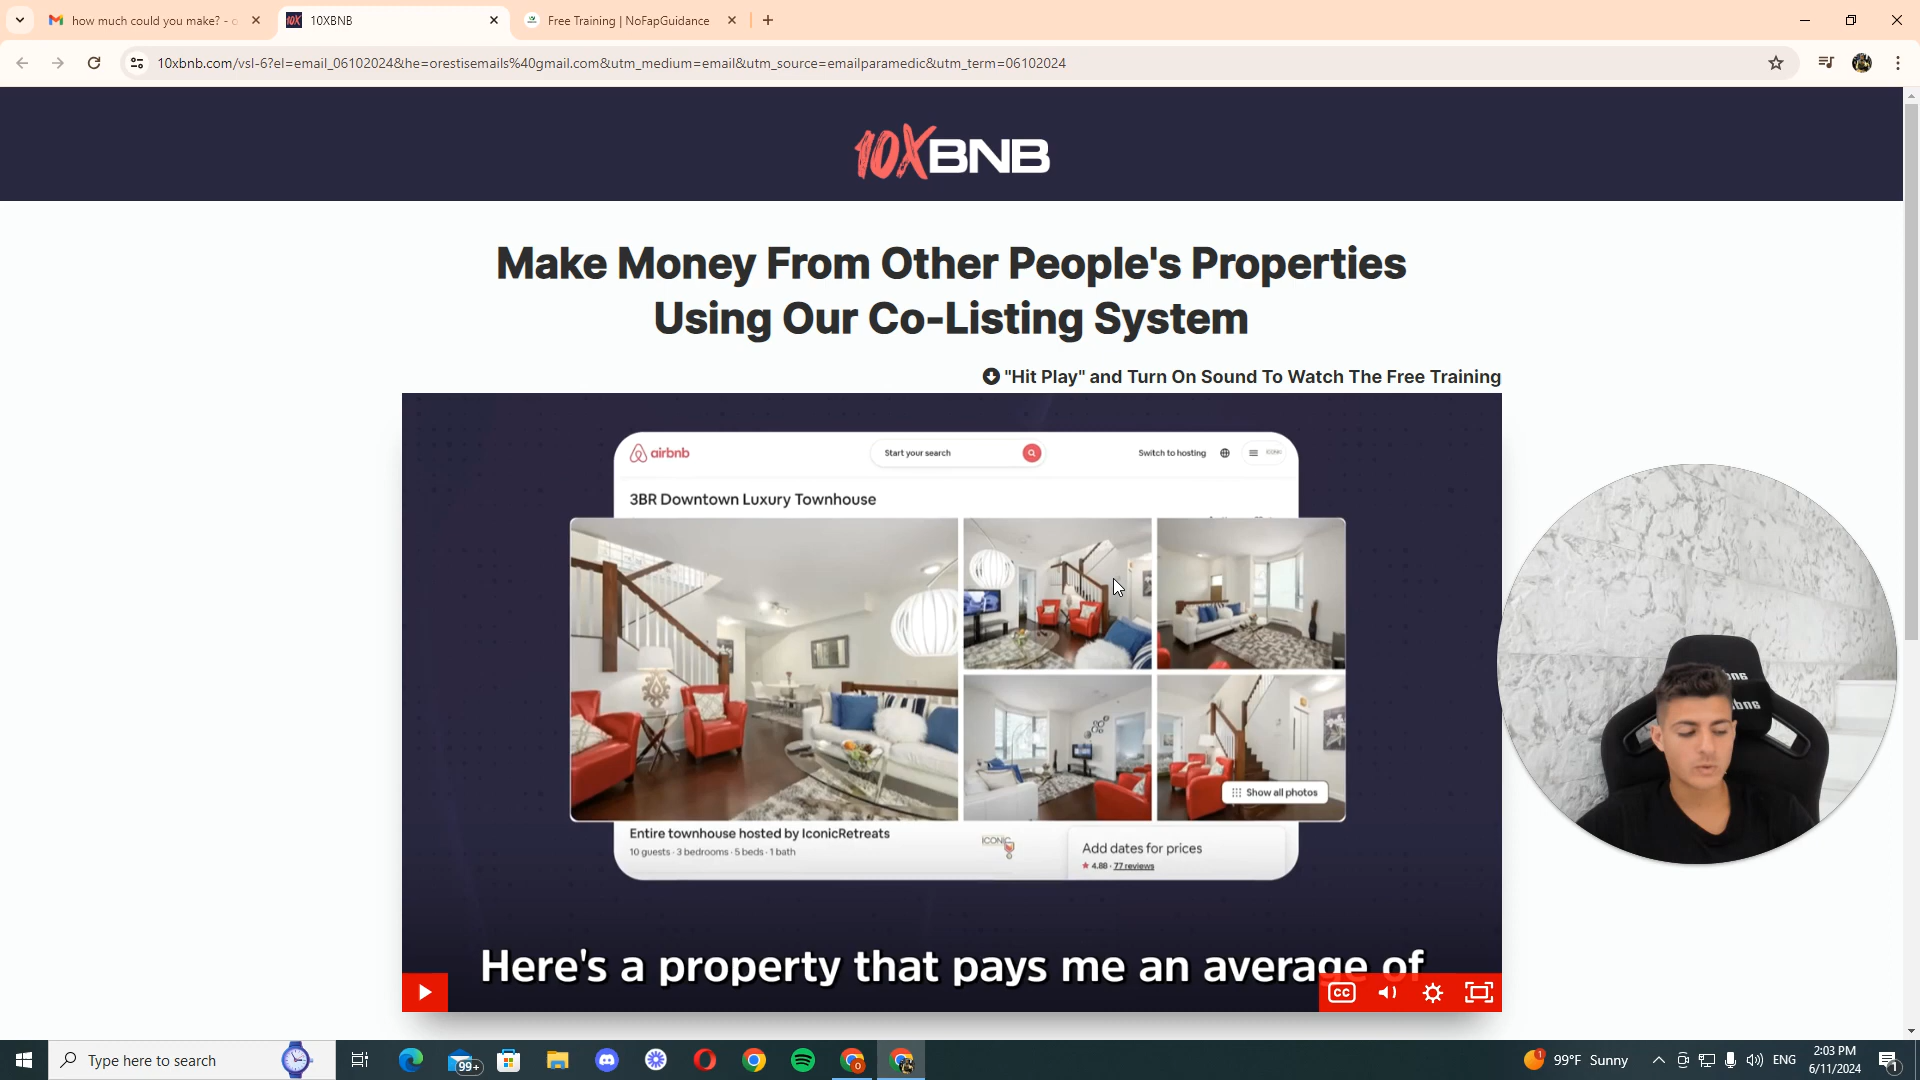 how much could you make? - o
10XBNB
Free Training | NoFapGuidance
10xbnb.com/vsl-6?el=email_06102024&he=orestisemails%40gmail.com&utm_medium=email&utm_source=emailparamedic&utm_term=06102024
10XBNB
Make Money From Other People's Properties
Using Our Co-Listing System
"Hit Play" and Turn On Sound To Watch The Free Training
airbnb
Start your search
Switch to hosting
3BR Downtown Luxury Townhouse
Show all photos
Entire townhouse hosted by IconicRetreats
10 guests · 3 bedrooms · 5 beds · 1 bath
ICONIC
Add dates for prices
★ 4.88 · 77 reviews
Here's a property that pays me an average of
CC
Type here to search
99+
99°F Sunny
ENG
2:03 PM
6/11/2024
1